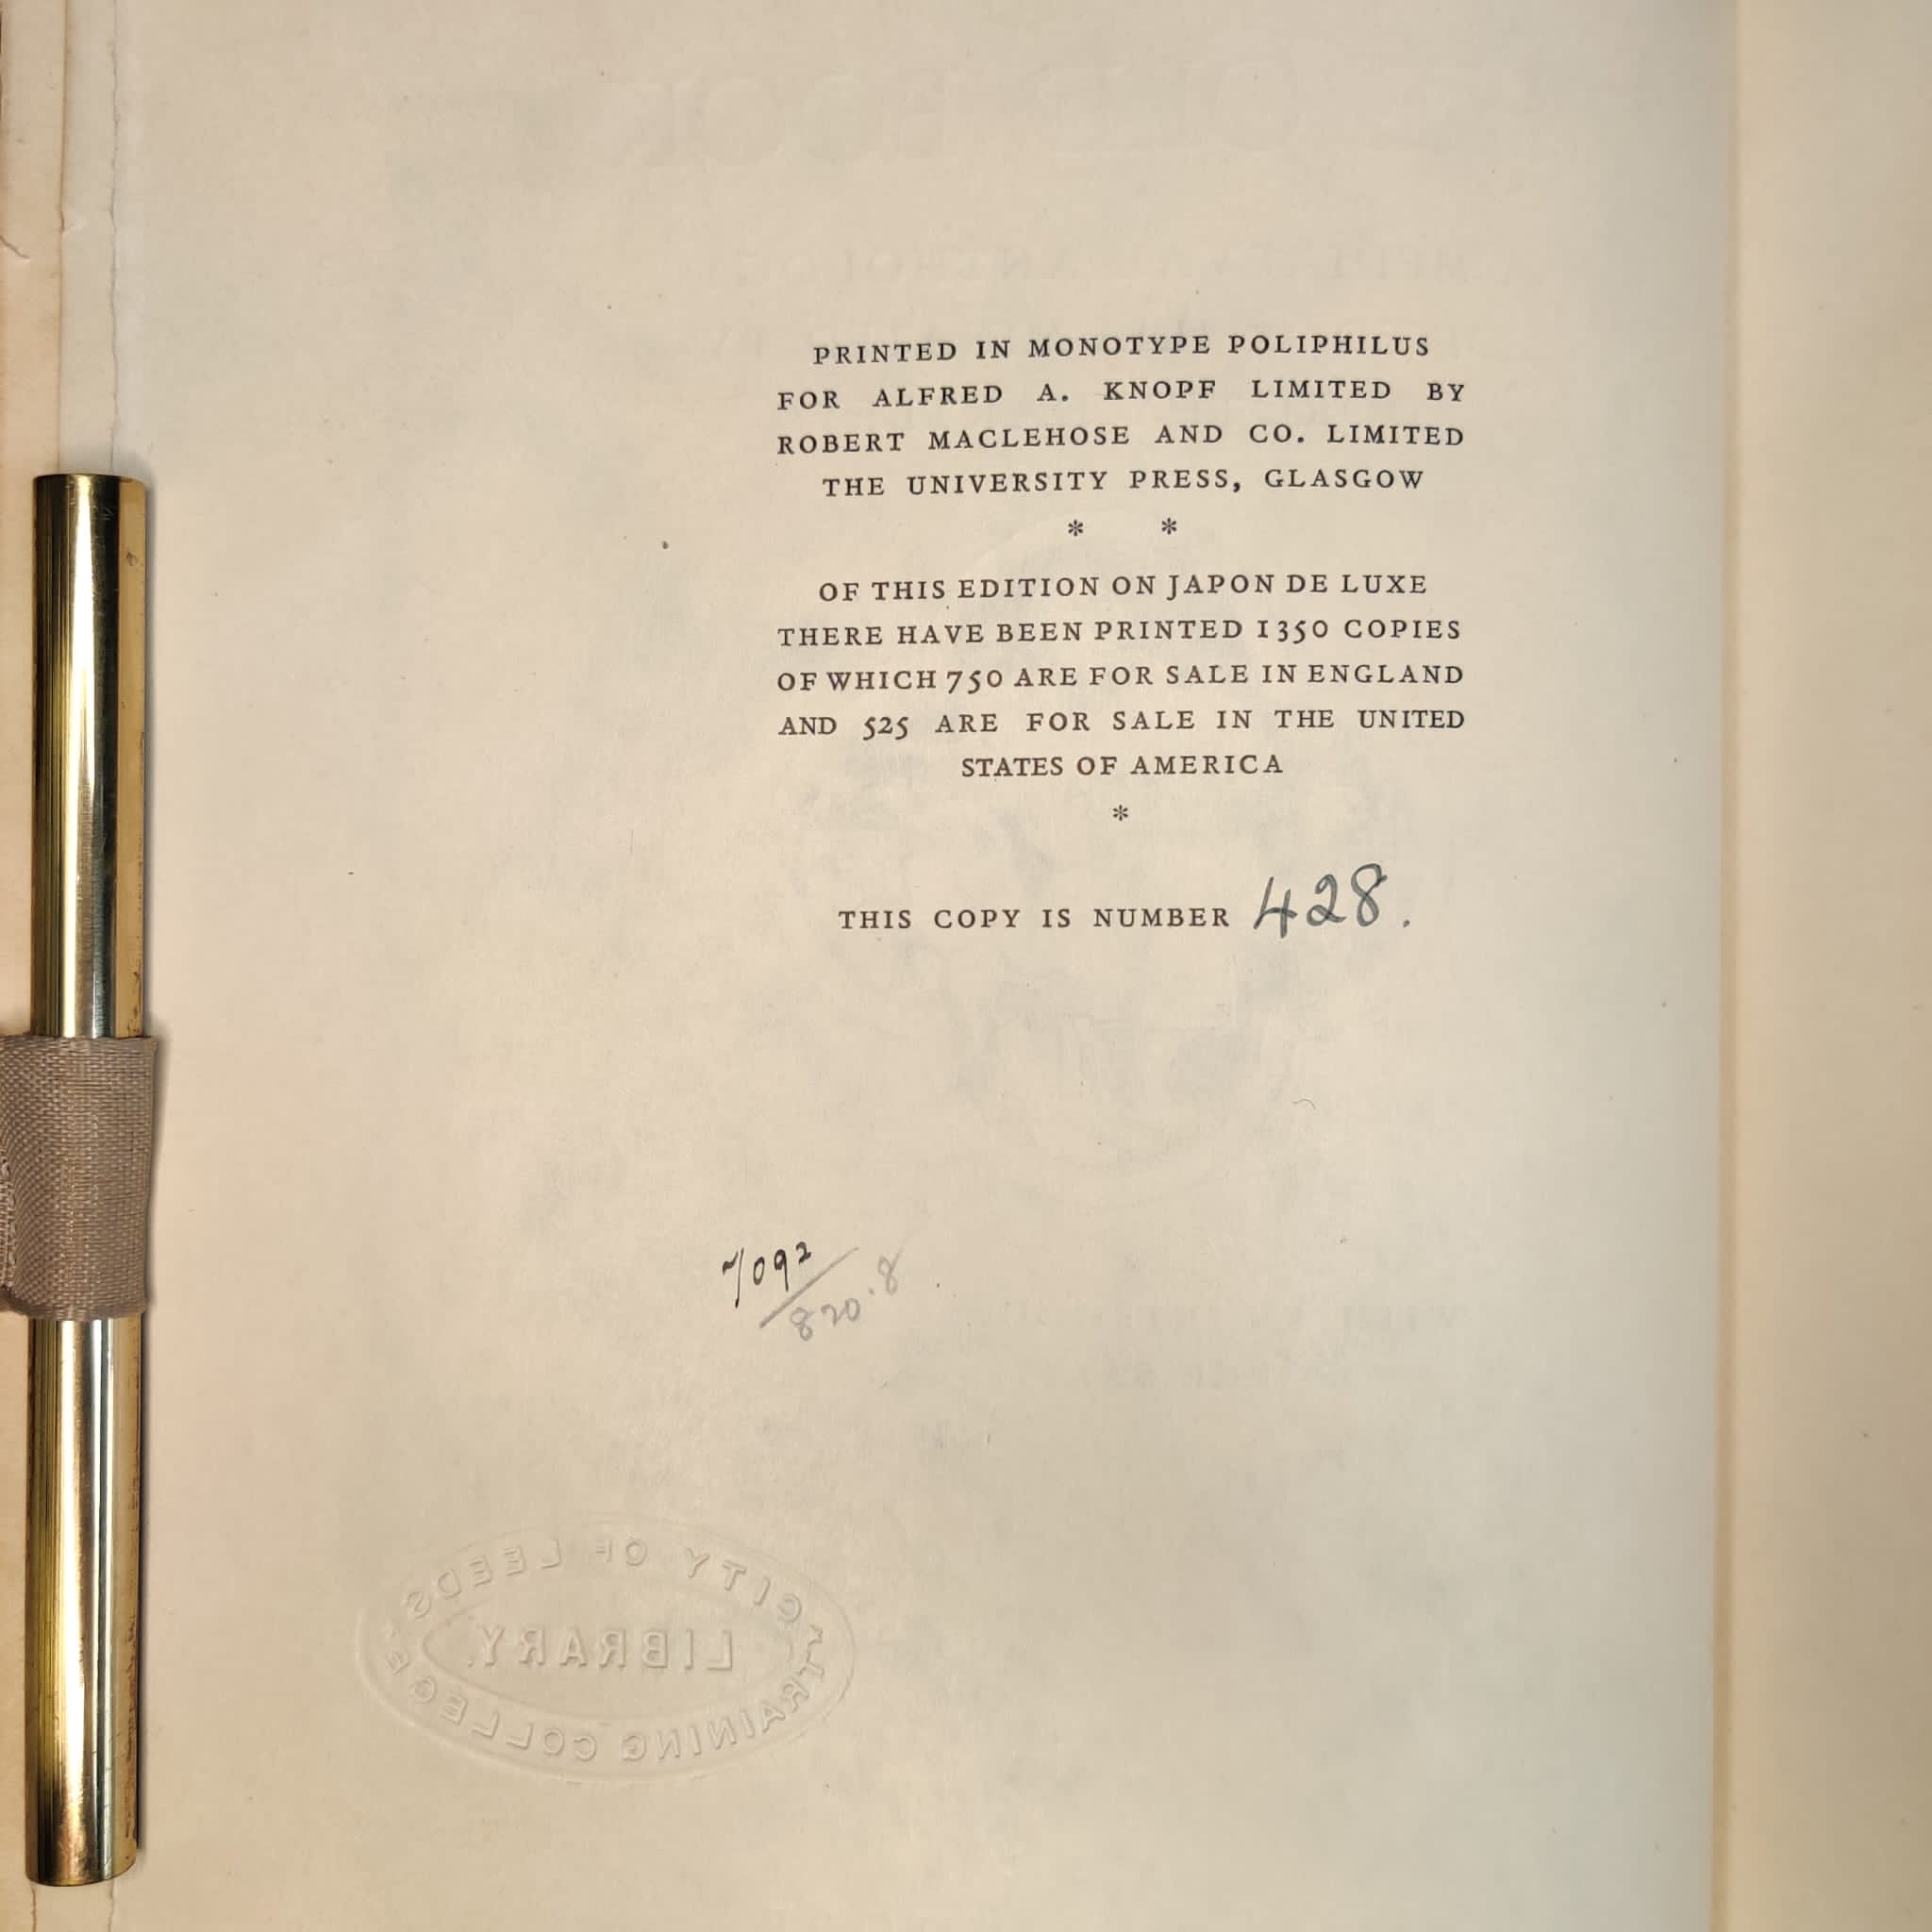 PRINTED IN MONOTYPE POLIPHILUS
FOR ALFRED A. KNOPF LIMITED BY
ROBERT MACLEHOSE AND CO. LIMITED
THE UNIVERSITY PRESS, GLASGOW
* *
OF THIS EDITION ON JAPON DE LUXE
THERE HAVE BEEN PRINTED 1350 COPIES
OF WHICH 750 ARE FOR SALE IN ENGLAND
AND 525 ARE FOR SALE IN THE UNITED
STATES OF AMERICA
*
THIS COPY IS NUMBER 428.
7092
820.8
CITY OF LEEDS
LIBRARY.
TRAINING COLLEGE